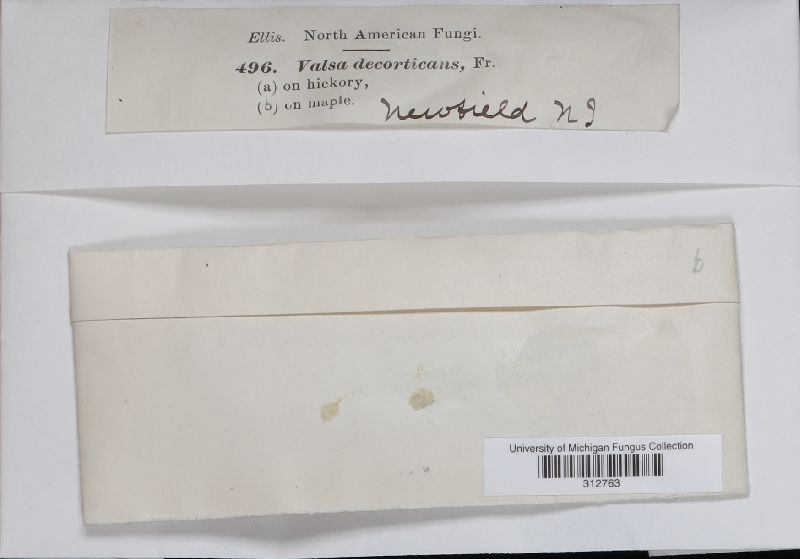 Ellis. North American Fungi.
496. Valsa decorticans, Fr.
(a) on hickory,
(b) on maple.
Newfield NJ
b
University of Michigan Fungus Collection
312763